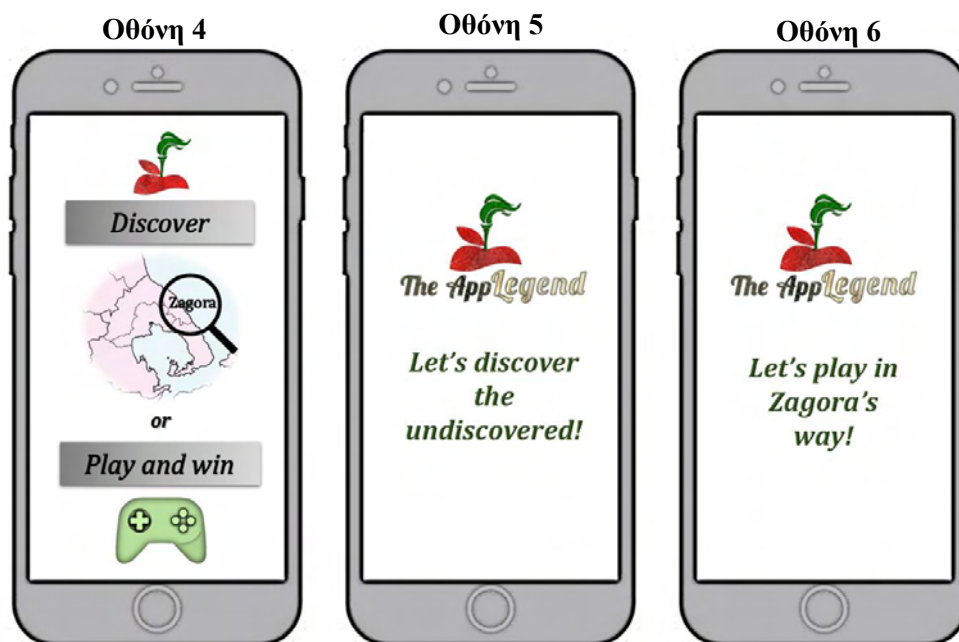 Οθόνη 4
Οθόνη 5
Οθόνη 6
Discover
Zagora
or
Play and win
The AppLegend
Let's discover
the
undiscovered!
The AppLegend
Let's play in
Zagora's
way!